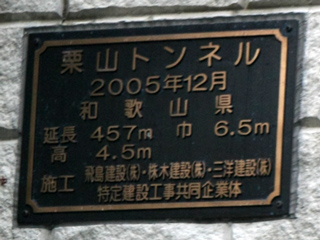 栗山トンネル
2005年12月
和歌山県
延長 457m 巾 6.5m
高 4.5m
施工 飛島建設(株)・株木建設(株)・三洋建設(株)
特定建設工事共同企業体